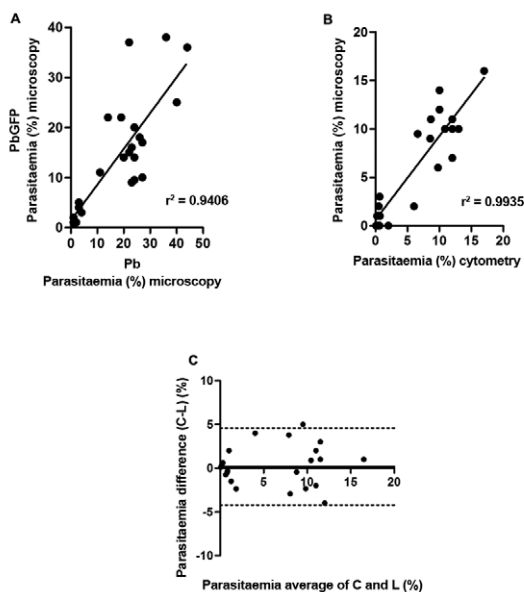 A
PbGFP
Parasitaemia (%) microscopy
40
30
20
10
0
0 10 20 30 40 50
r² = 0.9406
Pb
Parasitaemia (%) microscopy
B
Parasitaemia (%) microscopy
20
15
10
5
0
0 5 10 15 20
r² = 0.9935
Parasitaemia (%) cytometry
C
Parasitaemia difference (C-L) (%)
10
5
0
-5
-10
5 10 15 20
Parasitaemia average of C and L (%)